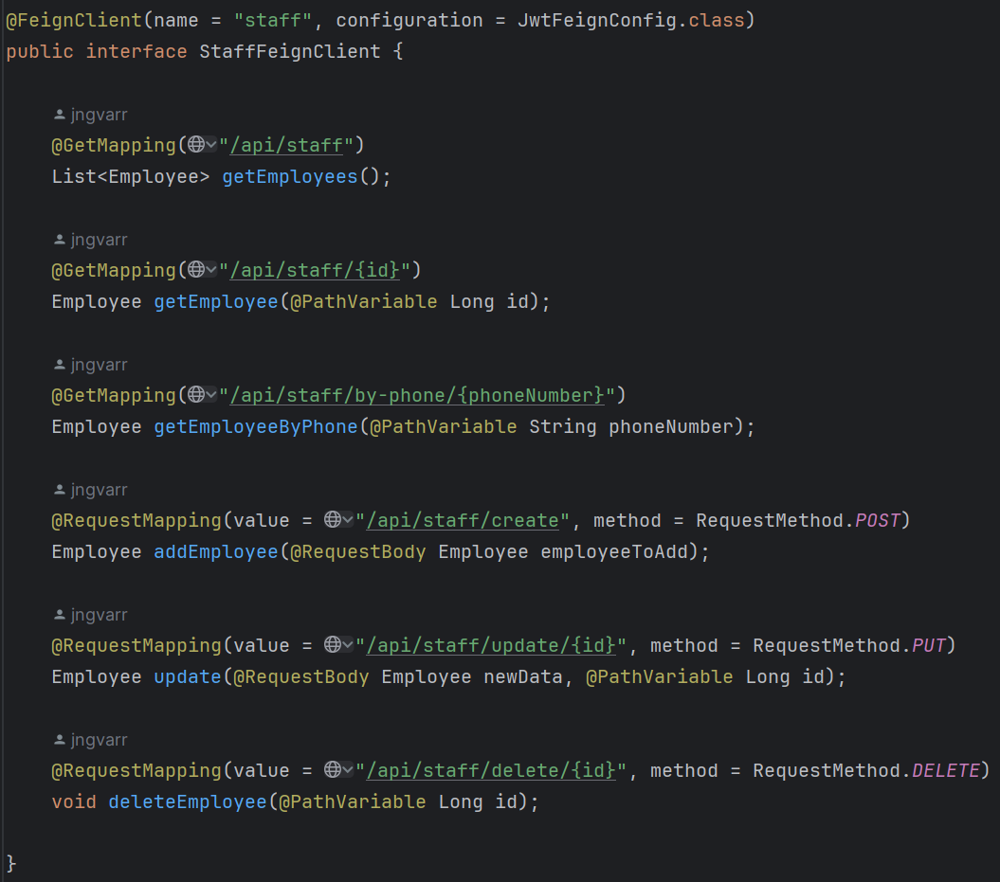 @FeignClient(name = "staff", configuration = JwtFeignConfig.class)
public interface StaffFeignClient {
jngvarr
@GetMapping("/api/staff")
List<Employee> getEmployees();
jngvarr
@GetMapping("/api/staff/{id}")
Employee getEmployee(@PathVariable Long id);
jngvarr
@GetMapping("/api/staff/by-phone/{phoneNumber}")
Employee getEmployeeByPhone(@PathVariable String phoneNumber);
jngvarr
@RequestMapping(value = "/api/staff/create", method = RequestMethod.POST)
Employee addEmployee(@RequestBody Employee employeeToAdd);
jngvarr
@RequestMapping(value = "/api/staff/update/{id}", method = RequestMethod.PUT)
Employee update(@RequestBody Employee newData, @PathVariable Long id);
jngvarr
@RequestMapping(value = "/api/staff/delete/{id}", method = RequestMethod.DELETE)
void deleteEmployee(@PathVariable Long id);
}